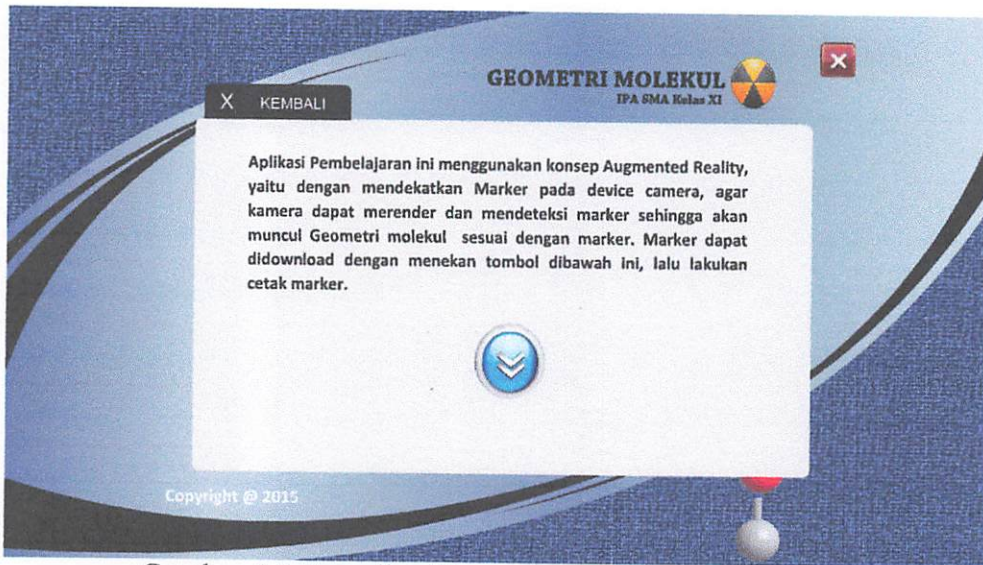 GEOMETRI MOLEKUL
IPA SMA Kelas XI
X KEMBALI
Aplikasi Pembelajaran ini menggunakan konsep Augmented Reality,
yaitu dengan mendekatkan Marker pada device camera, agar
kamera dapat merender dan mendeteksi marker sehingga akan
muncul Geometri molekul sesuai dengan marker. Marker dapat
didownload dengan menekan tombol dibawah ini, lalu lakukan
cetak marker.
Copyright @ 2015